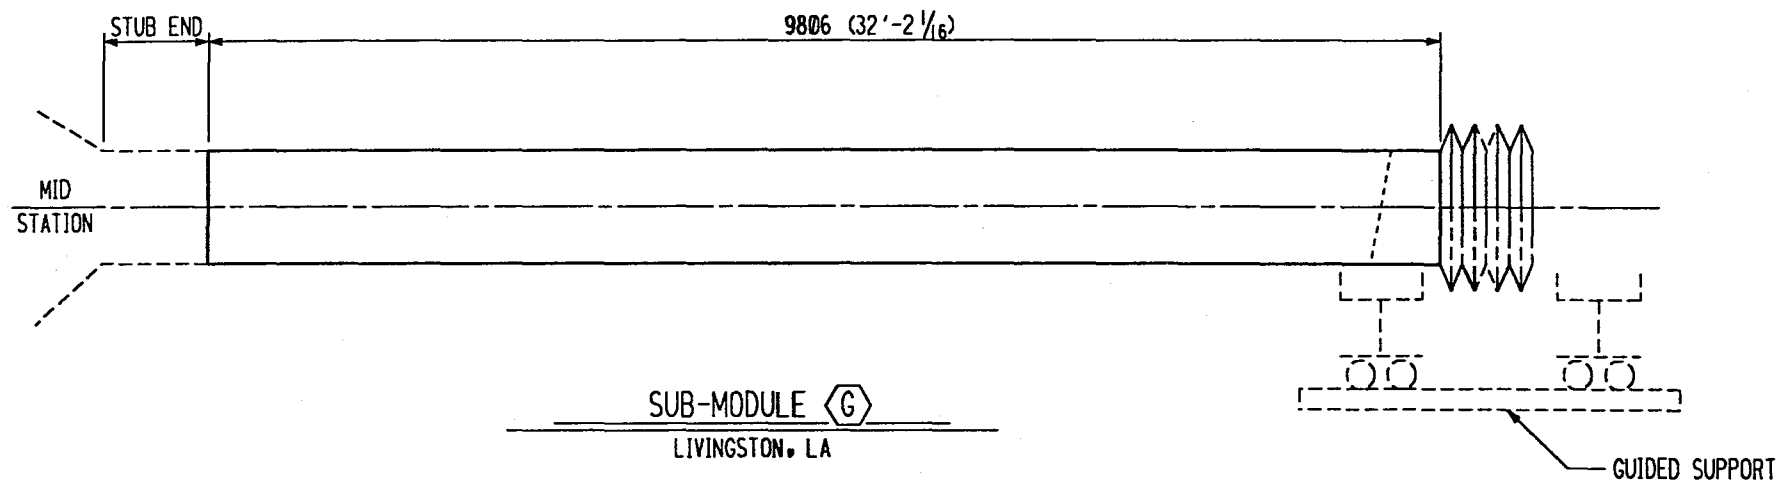 STUB END
9806 (32'-2 1/16)
MID
STATION
SUB-MODULE G
LIVINGSTON, LA
GUIDED SUPPORT